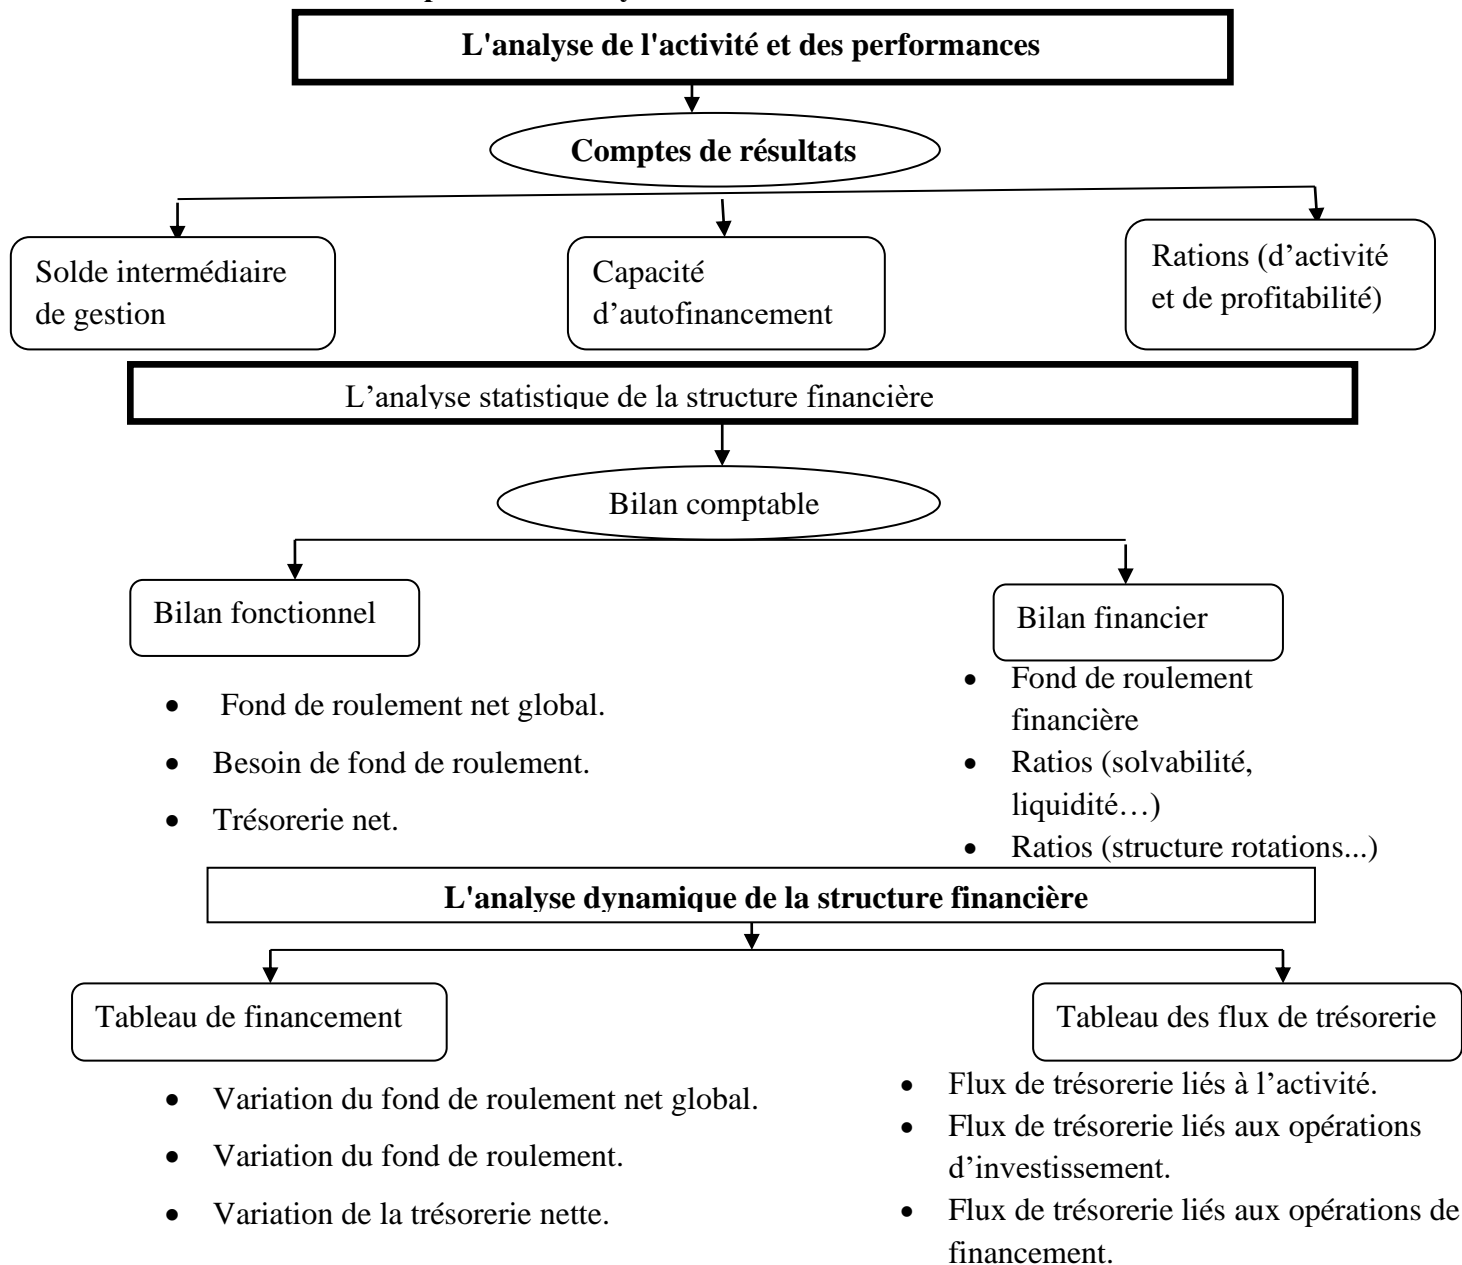 L'analyse de l'activité et des performances
Comptes de résultats
Solde intermédiaire
de gestion
Capacité
d’autofinancement
Rations (d’activité
et de profitabilité)
L’analyse statistique de la structure financière
Bilan comptable
Bilan fonctionnel
Bilan financier
• Fond de roulement net global.
• Besoin de fond de roulement.
• Trésorerie net.
• Fond de roulement
financière
• Ratios (solvabilité,
liquidité…)
• Ratios (structure rotations...)
L'analyse dynamique de la structure financière
Tableau de financement
Tableau des flux de trésorerie
• Variation du fond de roulement net global.
• Variation du fond de roulement.
• Variation de la trésorerie nette.
• Flux de trésorerie liés à l’activité.
• Flux de trésorerie liés aux opérations
d’investissement.
• Flux de trésorerie liés aux opérations de
financement.